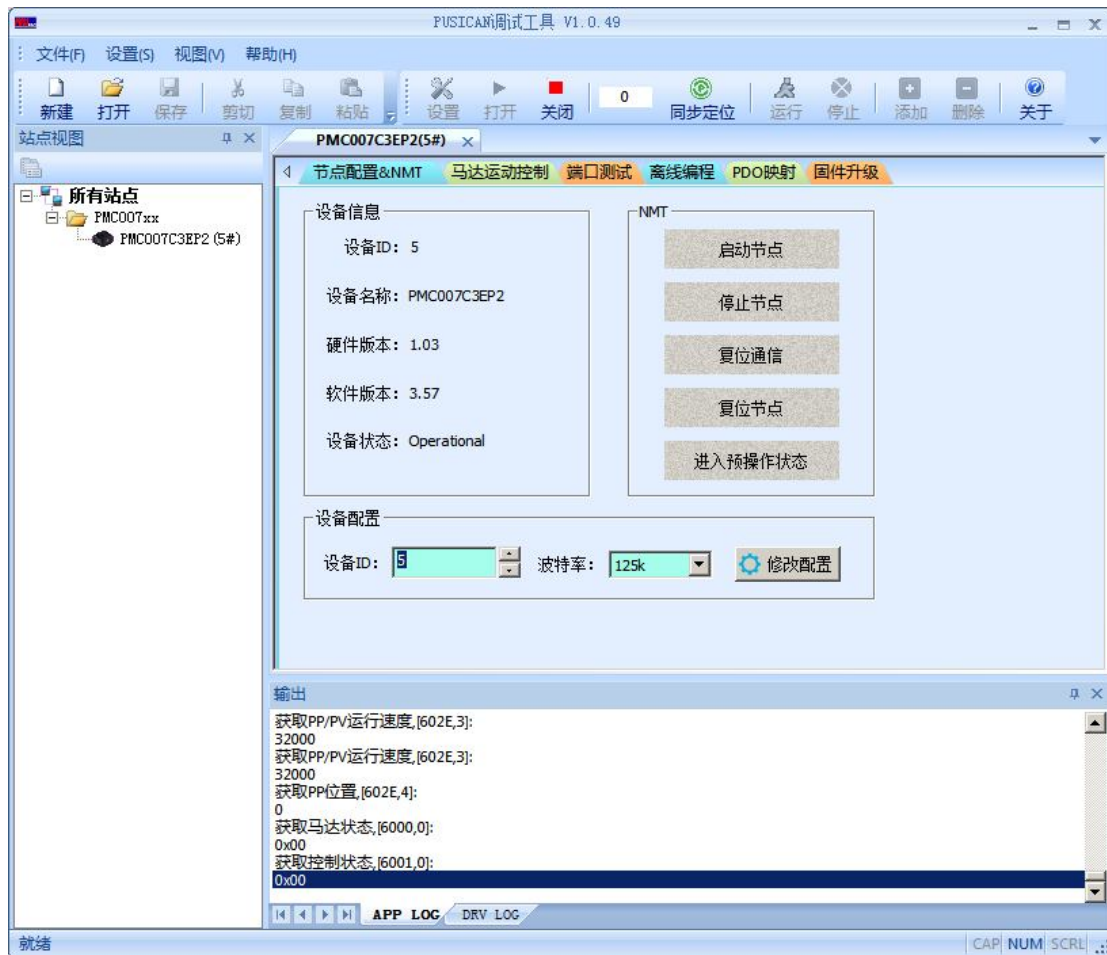 PUSICAN调试工具 V1.0.49
文件(F) 设置(S) 视图(V) 帮助(H)
新建 打开 保存 剪切 复制 粘贴 设置 打开 关闭 0 同步定位 运行 停止 添加 删除 关于
站点视图
PMC007C3EP2(5#)
节点配置&NMT 马达运动控制 端口测试 离线编程 PDO映射 固件升级
所有站点
PMC007xx
PMC007C3EP2 (5#)
设备信息
设备ID: 5
设备名称: PMC007C3EP2
硬件版本: 1.03
软件版本: 3.57
设备状态: Operational
NMT
启动节点
停止节点
复位通信
复位节点
进入预操作状态
设备配置
设备ID: 5 波特率: 125k 修改配置
输出
获取PP/PV运行速度,[602E,3]:
32000
获取PP/PV运行速度,[602E,3]:
32000
获取PP位置,[602E,4]:
0
获取马达状态,[6000,0]:
0x00
获取控制状态,[6001,0]:
0x00
APP LOG DRV LOG
就绪 CAP NUM SCRL